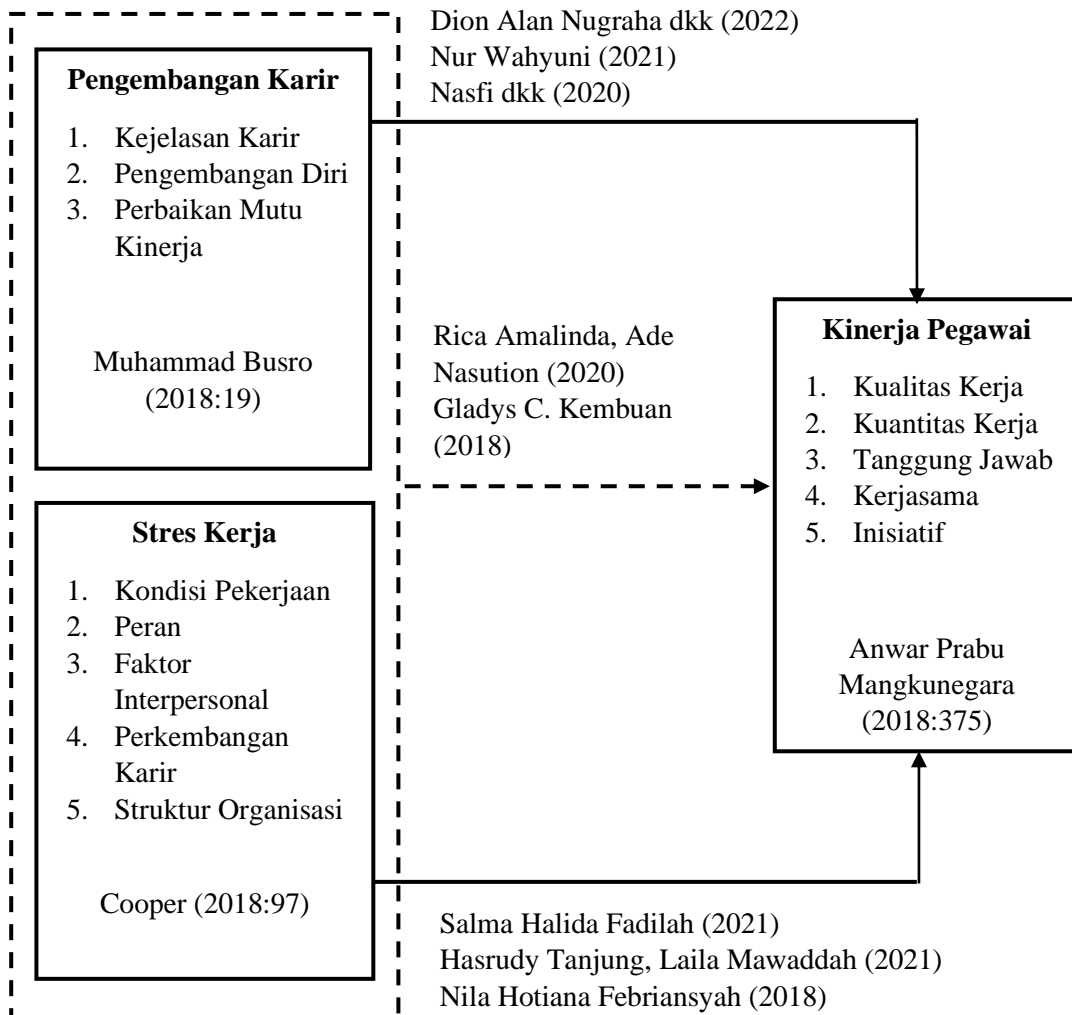 Dion Alan Nugraha dkk (2022)
Nur Wahyuni (2021)
Nasfi dkk (2020)
Pengembangan Karir
1. Kejelasan Karir
2. Pengembangan Diri
3. Perbaikan Mutu
Kinerja
Muhammad Busro
(2018:19)
Rica Amalinda, Ade
Nasution (2020)
Gladys C. Kembuan
(2018)
Kinerja Pegawai
1. Kualitas Kerja
2. Kuantitas Kerja
3. Tanggung Jawab
4. Kerjasama
5. Inisiatif
Anwar Prabu
Mangkunegara
(2018:375)
Stres Kerja
1. Kondisi Pekerjaan
2. Peran
3. Faktor
Interpersonal
4. Perkembangan
Karir
5. Struktur Organisasi
Cooper (2018:97)
Salma Halida Fadilah (2021)
Hasrudy Tanjung, Laila Mawaddah (2021)
Nila Hotiana Febriansyah (2018)